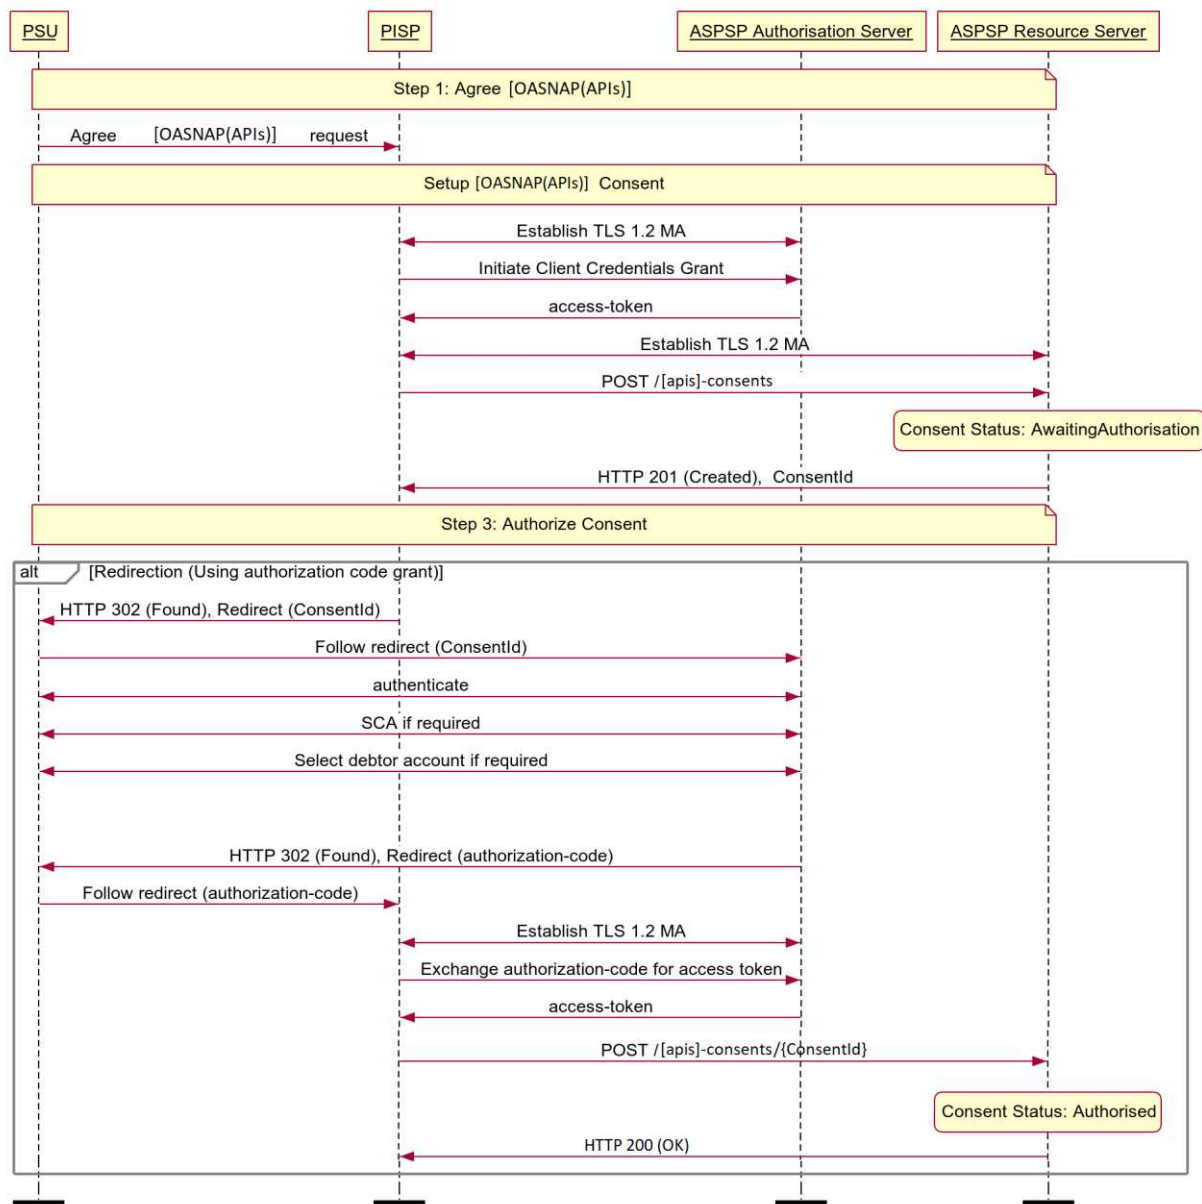 PSU PISP ASPSP Authorisation Server ASPSP Resource Server
Step 1: Agree [OASNAP(APIs)]
Agree [OASNAP(APIs)] request
Setup [OASNAP(APIs)] Consent
Establish TLS 1.2 MA
Initiate Client Credentials Grant
access-token
Establish TLS 1.2 MA
POST /[apis]-consents
Consent Status: AwaitingAuthorisation
HTTP 201 (Created), ConsentId
Step 3: Authorize Consent
alt [Redirection (Using authorization code grant)]
HTTP 302 (Found), Redirect (ConsentId)
Follow redirect (ConsentId)
authenticate
SCA if required
Select debtor account if required
HTTP 302 (Found), Redirect (authorization-code)
Follow redirect (authorization-code)
Establish TLS 1.2 MA
Exchange authorization-code for access token
access-token
POST /[apis]-consents/{ConsentId}
Consent Status: Authorised
HTTP 200 (OK)